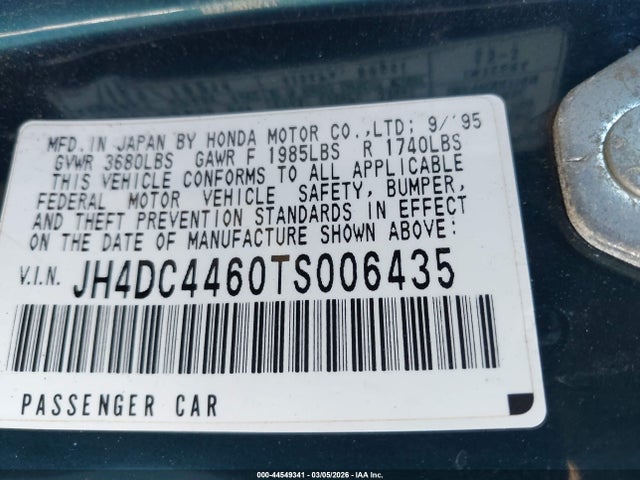 MFD. IN JAPAN BY HONDA MOTOR CO.,LTD; 9/'95
GVWR 3680LBS GAWR F 1985LBS R 1740LBS
THIS VEHICLE CONFORMS TO ALL APPLICABLE
FEDERAL MOTOR VEHICLE SAFETY, BUMPER,
AND THEFT PREVENTION STANDARDS IN EFFECT
ON THE DATE OF MANUFACTURE SHOWN ABOVE:
V.I.N. JH4DC4460TS006435
PASSENGER CAR
000-44549341 | 03/05/2026 | IAA Inc.